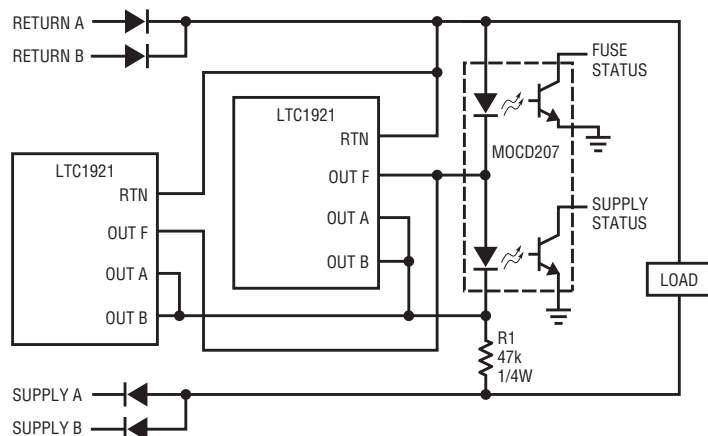 RETURN A
RETURN B
LTC1921
RTN
OUT F
OUT A
OUT B
LTC1921
RTN
OUT F
OUT A
OUT B
FUSE
STATUS
MOCD207
SUPPLY
STATUS
LOAD
R1
47k
1/4W
SUPPLY A
SUPPLY B